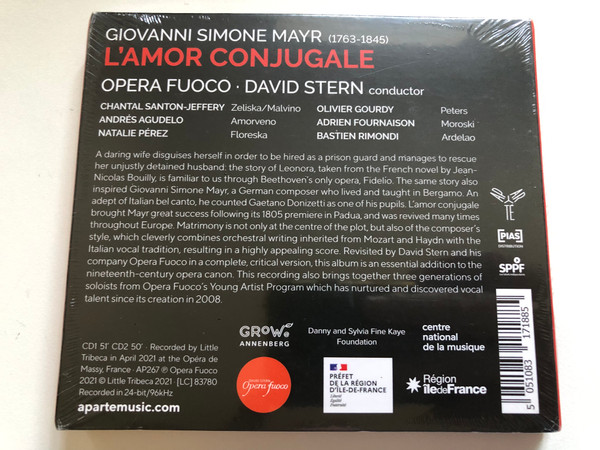 GIOVANNI SIMONE MAYR (1763-1845)
L'AMOR CONJUGALE
OPERA FUOCO · DAVID STERN conductor
CHANTAL SANTON-JEFFERY Zeliska/Malvino OLIVIER GOURDY Peters
ANDRÉS AGUDELO Amorveno ADRIEN FOURNAISON Moroski
NATALIE PÉREZ Floreska BASTIEN RIMONDI Ardelao
A daring wife disguises herself in order to be hired as a prison guard and manages to rescue
her unjustly detained husband: the story of Leonora, taken from the French novel by Jean-
Nicolas Bouilly, is familiar to us through Beethoven's only opera, Fidelio. The same story also
inspired Giovanni Simone Mayr, a German composer who lived and taught in Bergamo. An
adept of Italian bel canto, he counted Gaetano Donizetti as one of his pupils. L'amor conjugale
brought Mayr great success following its 1805 premiere in Padua, and was revived many times
throughout Europe. Matrimony is not only at the centre of the plot, but also of the composer's
style, which cleverly combines orchestral writing inherited from Mozart and Haydn with the
Italian vocal tradition, resulting in a highly appealing score. Revisited by David Stern and his
company Opera Fuoco in a complete, critical version, this album is an essential addition to the
nineteenth-century opera canon. This recording also brings together three generations of
soloists from Opera Fuoco's Young Artist Program which has nurtured and discovered vocal
talent since its creation in 2008.
TE
[PIAS]
DISTRIBUTION
SPPF
CD1 51' CD2 50' · Recorded by Little
Tribeca in April 2021 at the Opéra de
Massy, France · AP267 ℗ Opera Fuoco
2021 © Little Tribeca 2021 · [LC] 83780
Recorded in 24-bit/96kHz
apartemusic.com
GROW@
ANNENBERG
Danny and Sylvia Fine Kaye
Foundation
centre
national
de la musique
Opera fuoco
PRÉFET
DE LA RÉGION
D'ÎLE-DE-FRANCE
Liberté
Égalité
Fraternité
Région
îledeFrance
5 051083 171885